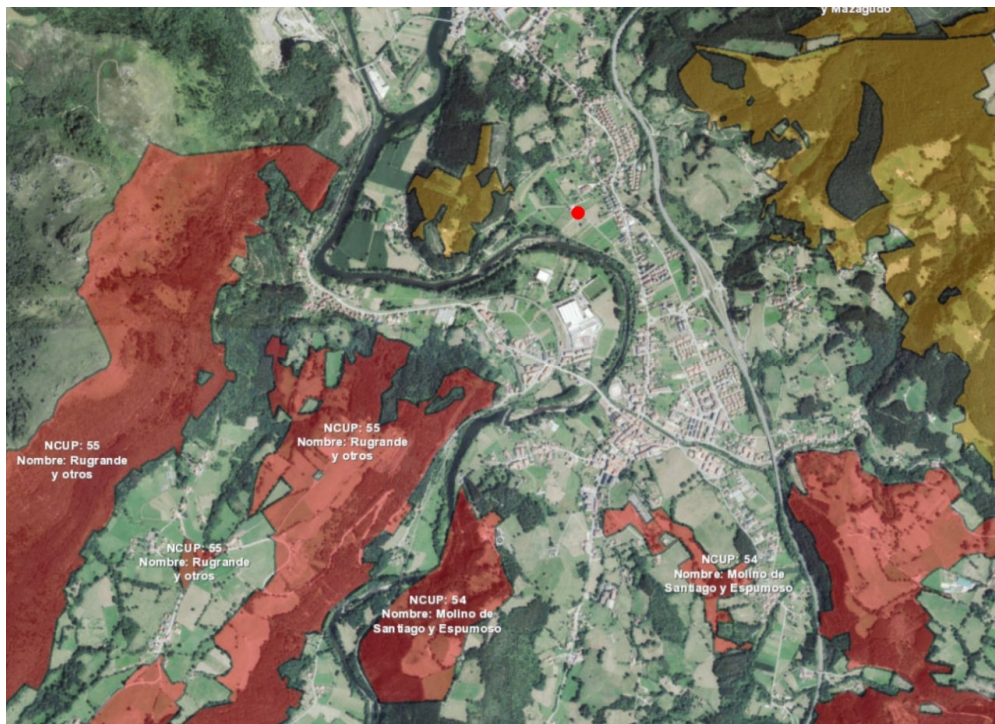 y Mazagudo
NCUP: 55
Nombre: Rugrande
y otros
NCUP: 55
Nombre: Rugrande
y otros
NCUP: 55
Nombre: Rugrande
y otros
NCUP: 54
Nombre: Molino de
Santiago y Espumoso
NCUP: 54
Nombre: Molino de
Santiago y Espumoso